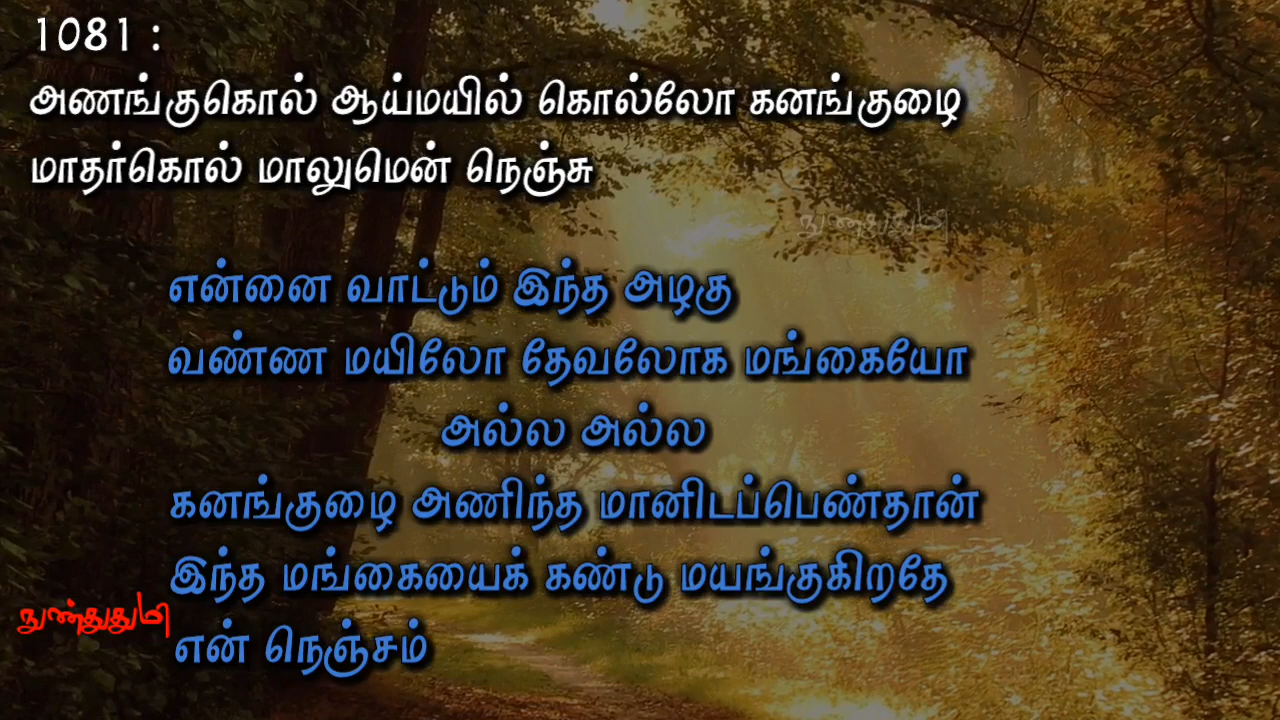 1081 :
அணங்குகொல் ஆய்மயில் கொல்லோ கனங்குழை
மாதர்கொல் மாலுமென் நெஞ்சு
நுண்துதுமி
என்னை வாட்டும் இந்த அழகு
வண்ண மயிலோ தேவலோக மங்கையோ
அல்ல அல்ல
கனங்குழை அணிந்த மானிடப்பெண்தான்
இந்த மங்கையைக் கண்டு மயங்குகிறதே
என் நெஞ்சம்
நுண்துதுமி